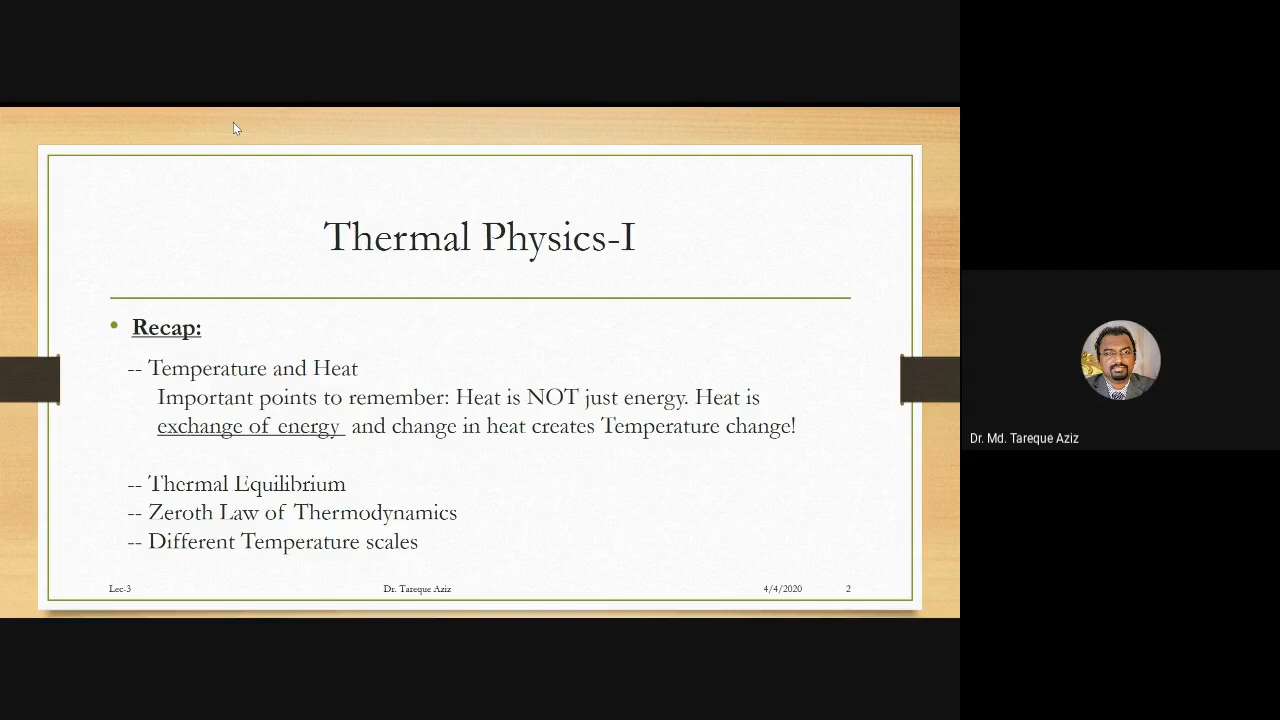 Thermal Physics-I
• Recap:
-- Temperature and Heat
Important points to remember: Heat is NOT just energy. Heat is
exchange of energy and change in heat creates Temperature change!
-- Thermal Equilibrium
-- Zeroth Law of Thermodynamics
-- Different Temperature scales
Lec-3 Dr. Tareque Aziz 4/4/2020 2
Dr. Md. Tareque Aziz